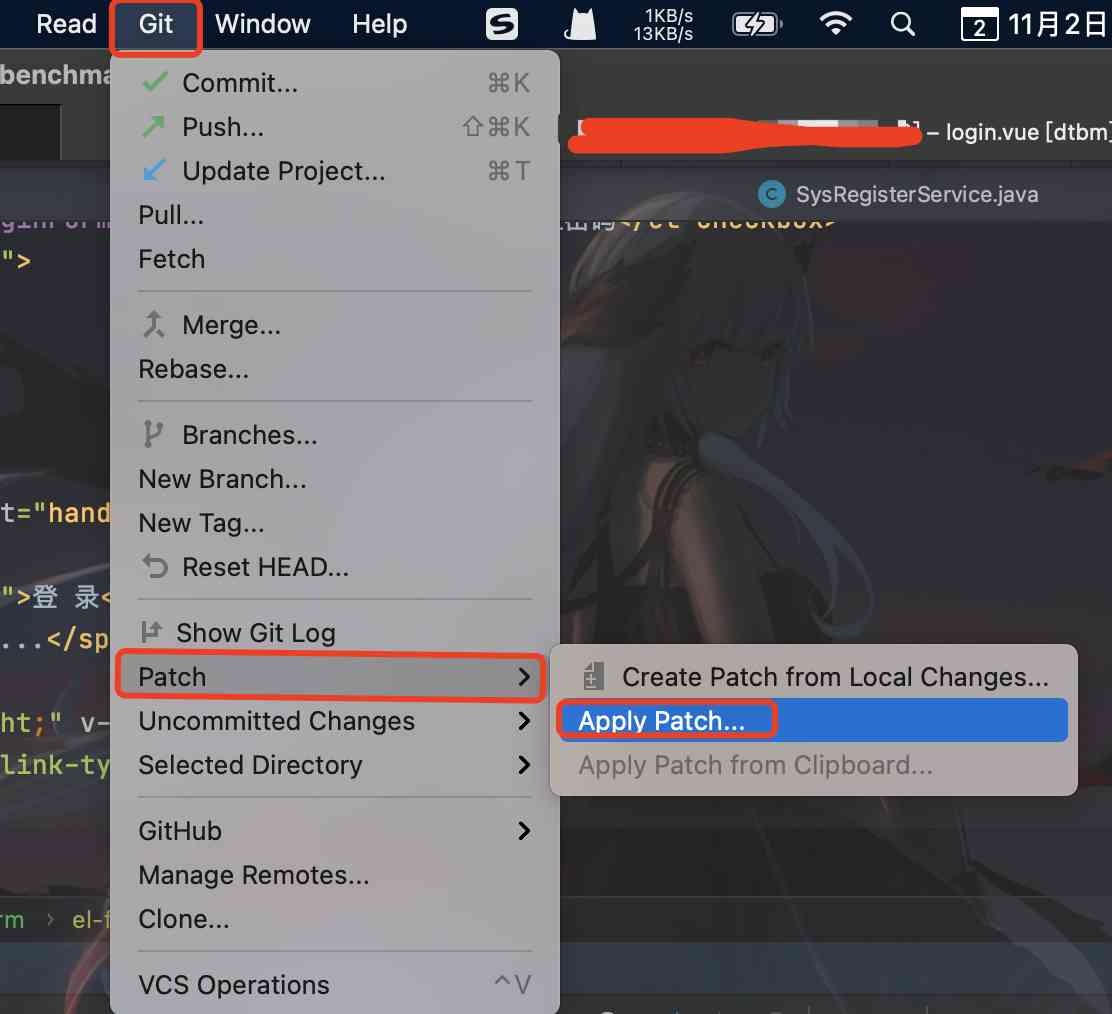 Read Git Window Help 1KB/s 13KB/s 2 11月2日
benchma
– login.vue [dtbm]
SysRegisterService.java
Commit... ⌘K
Push... ⇧⌘K
Update Project... ⌘T
Pull...
Fetch
">
Merge...
Rebase...
Branches...
New Branch...
t="hand
New Tag...
Reset HEAD...
">登 录<
Show Git Log
...</sp
Patch
Create Patch from Local Changes...
Uncommitted Changes
ht;" v-
Apply Patch...
Selected Directory
link-ty
Apply Patch from Clipboard...
GitHub
Manage Remotes...
Clone...
rm › el-f
VCS Operations ^V